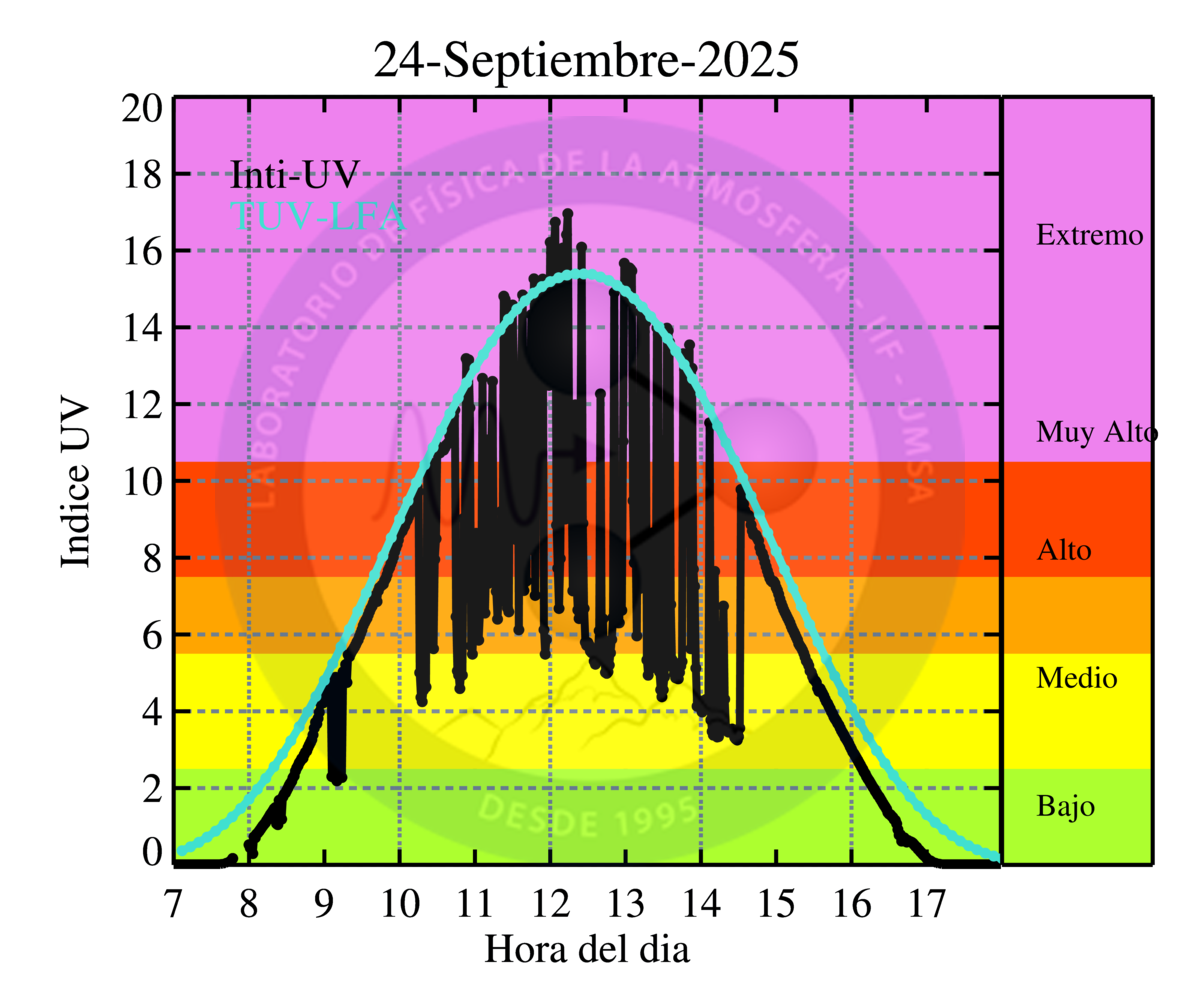 24-Septiembre-2025
20
18
16
14
12
10
8
6
4
2
0
Indice UV
Inti-UV
TUV-LFA
LABORATORIO DE FÍSICA DE LA ATMÓSFERA - IIF - UMSA
DESDE 1995
Extremo
Muy Alto
Alto
Medio
Bajo
7 8 9 10 11 12 13 14 15 16 17
Hora del dia